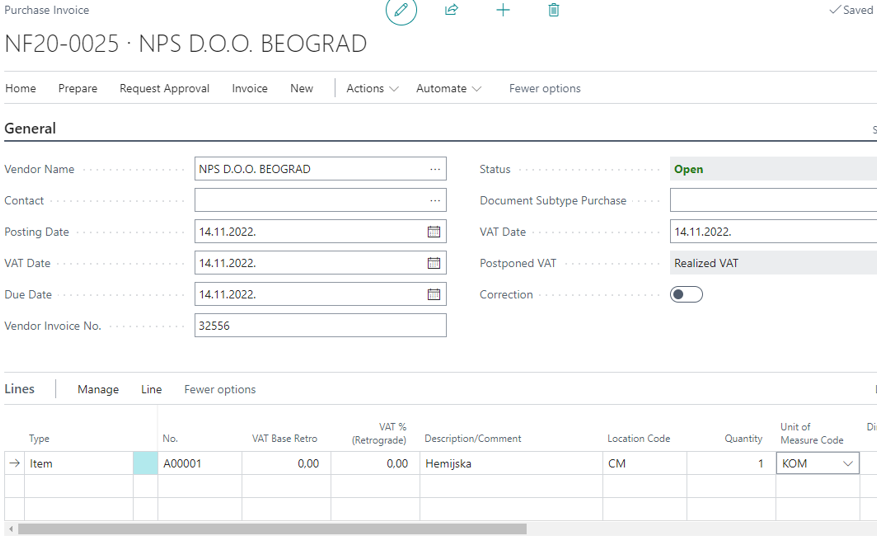 Purchase Invoice
Saved
NF20-0025 · NPS D.O.O. BEOGRAD
Home Prepare Request Approval Invoice New Actions Automate Fewer options
General
Vendor Name NPS D.O.O. BEOGRAD ...
Status Open
Contact ...
Document Subtype Purchase
Posting Date 14.11.2022.
VAT Date 14.11.2022.
VAT Date 14.11.2022.
Postponed VAT Realized VAT
Due Date 14.11.2022.
Correction
Vendor Invoice No. 32556
Lines Manage Line Fewer options
Type No. VAT Base Retro VAT % (Retrograde) Description/Comment Location Code Quantity Unit of Measure Code
Item A00001 0,00 0,00 Hemijska CM 1 KOM